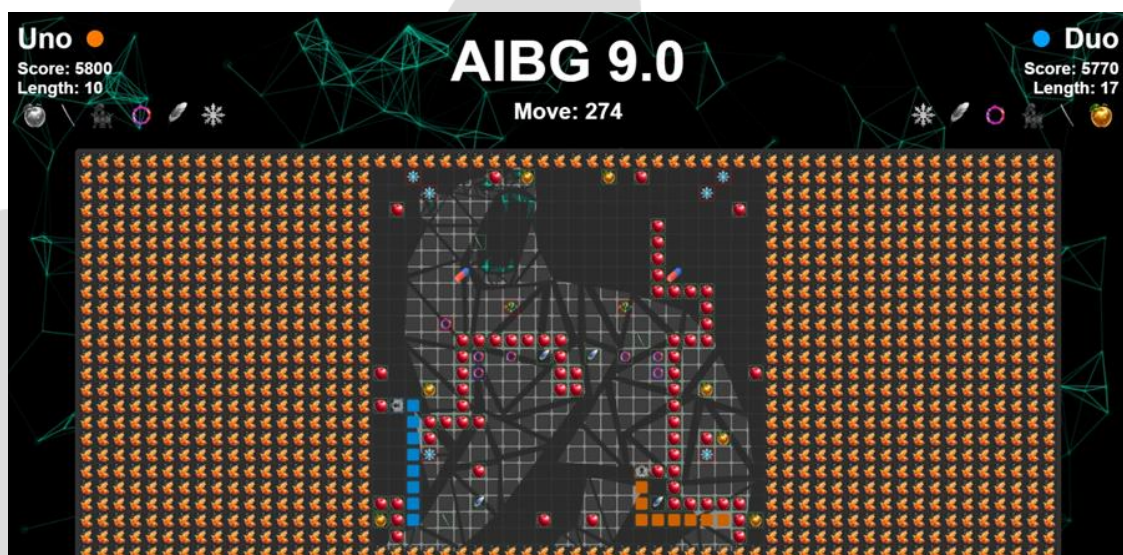 Uno
Score: 5800
Length: 10
AIBG 9.0
Move: 274
Duo
Score: 5770
Length: 17